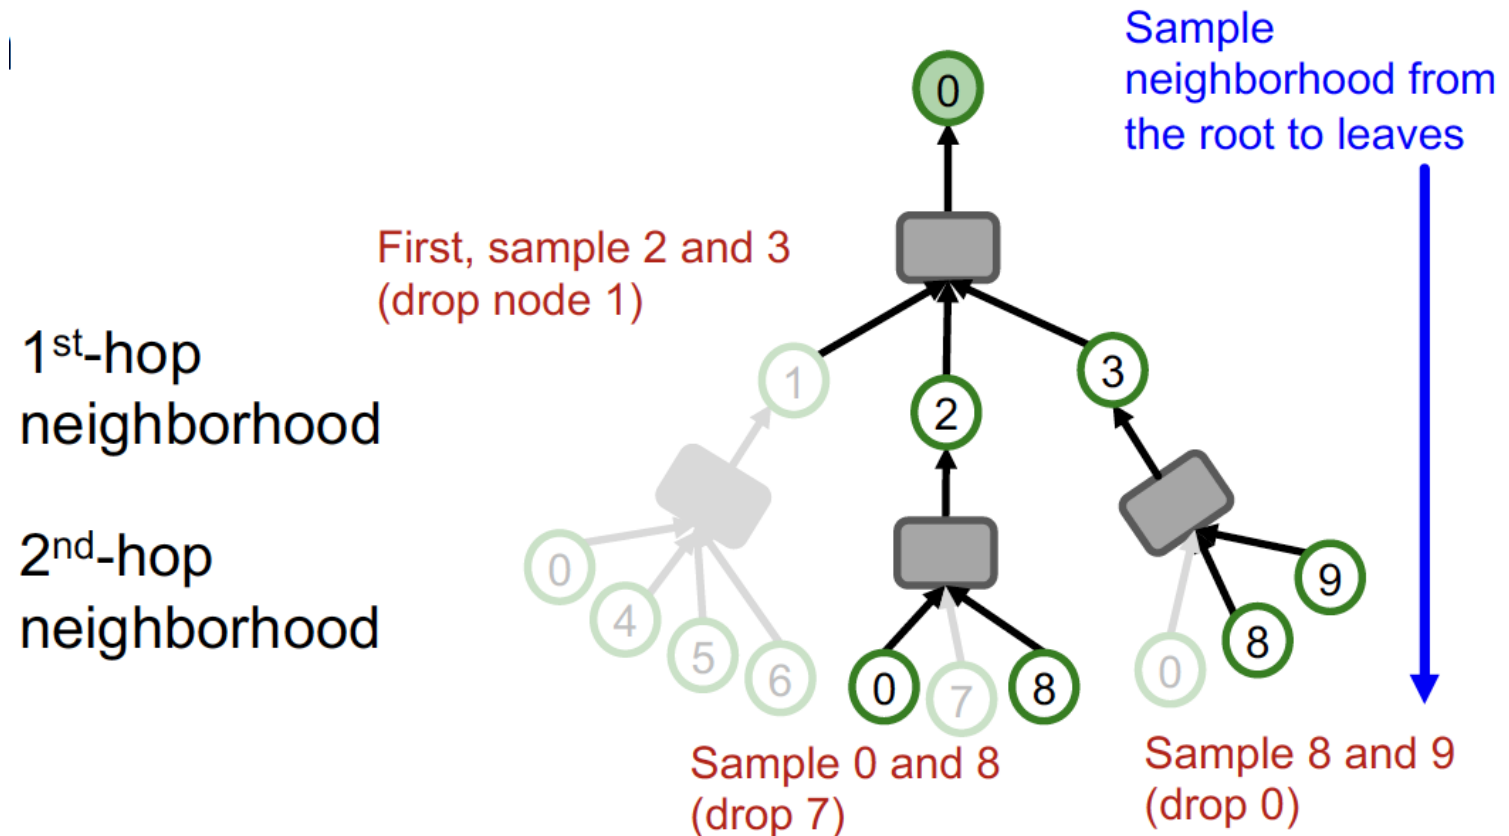 Sample
neighborhood from
the root to leaves
0
First, sample 2 and 3
(drop node 1)
1st-hop
neighborhood
1
2
3
2nd-hop
neighborhood
0
4
5
6
0
7
8
0
8
9
Sample 0 and 8
(drop 7)
Sample 8 and 9
(drop 0)